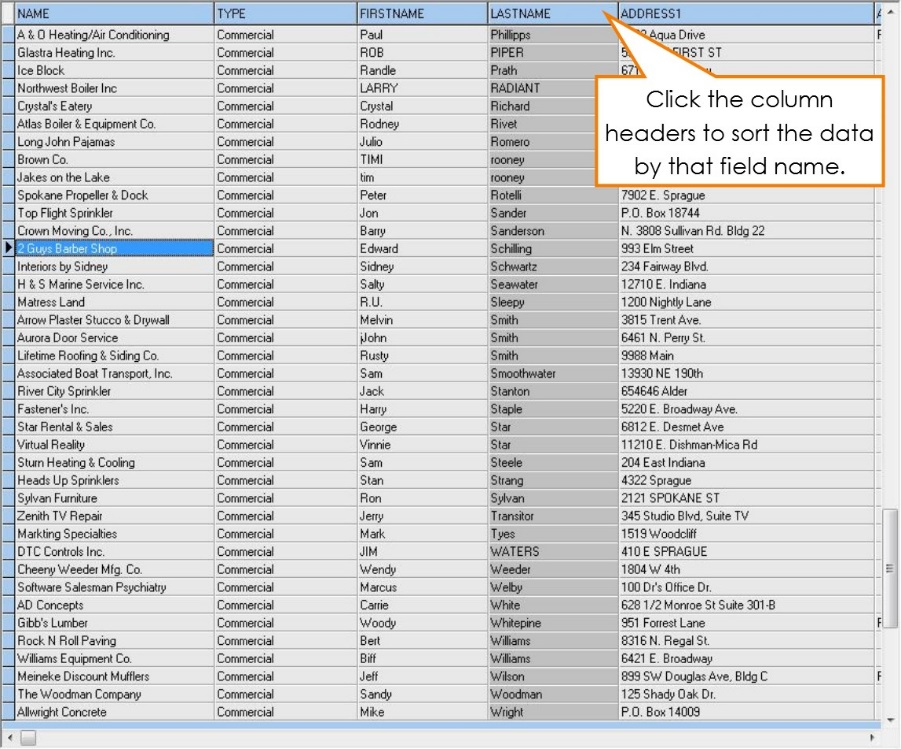 NAME TYPE FIRSTNAME LASTNAME ADDRESS1
A & O Heating/Air Conditioning Commercial Paul Phillipps Aqua Drive
Glastra Heating Inc. Commercial ROB PIPER FIRST ST
Ice Block Commercial Randle Prath
Northwest Boiler Inc Commercial LARRY RADIANT
Crystal's Eatery Commercial Crystal Richard
Atlas Boiler & Equipment Co. Commercial Rodney Rivet
Long John Pajamas Commercial Julio Romero
Brown Co. Commercial TIMI rooney
Jakes on the Lake Commercial tim rooney
Click the column
headers to sort the data
by that field name.
Spokane Propeller & Dock Commercial Peter Rotelli 7902 E. Sprague
Top Flight Sprinkler Commercial Jon Sander P.O. Box 18744
Crown Moving Co., Inc. Commercial Barry Sanderson N. 3808 Sullivan Rd. Bldg 22
2 Guys Barber Shop Commercial Edward Schilling 993 Elm Street
Interiors by Sidney Commercial Sidney Schwartz 234 Fairway Blvd.
H & S Marine Service Inc. Commercial Salty Seawater 12710 E. Indiana
Matress Land Commercial R.U. Sleepy 1200 Nightly Lane
Arrow Plaster Stucco & Drywall Commercial Melvin Smith 3815 Trent Ave.
Aurora Door Service Commercial John Smith 6461 N. Perry St.
Lifetime Roofing & Siding Co. Commercial Rusty Smith 9988 Main
Associated Boat Transport, Inc. Commercial Sam Smoothwater 13930 NE 190th
River City Sprinkler Commercial Jack Stanton 654646 Alder
Fastener's Inc. Commercial Harry Staple 5220 E. Broadway Ave.
Star Rental & Sales Commercial George Star 6812 E. Desmet Ave
Virtual Reality Commercial Vinnie Star 11210 E. Dishman-Mica Rd
Sturn Heating & Cooling Commercial Sam Steele 204 East Indiana
Heads Up Sprinklers Commercial Stan Strang 4322 Sprague
Sylvan Furniture Commercial Ron Sylvan 2121 SPOKANE ST
Zenith TV Repair Commercial Jerry Transitor 345 Studio Blvd, Suite TV
Markting Specialties Commercial Mark Tyes 1519 Woodcliff
DTC Controls Inc. Commercial JIM WATERS 410 E SPRAGUE
Cheeny Weeder Mfg. Co. Commercial Wendy Weeder 1804 W 4th
Software Salesman Psychiatry Commercial Marcus Welby 100 Dr's Office Dr.
AD Concepts Commercial Carrie White 628 1/2 Monroe St Suite 301-B
Gibb's Lumber Commercial Woody Whitepine 951 Forrest Lane
Rock N Roll Paving Commercial Bert Williams 8316 N. Regal St.
Williams Equipment Co. Commercial Biff Williams 6421 E. Broadway
Meineke Discount Mufflers Commercial Jeff Wilson 899 SW Douglas Ave, Bldg C
The Woodman Company Commercial Sandy Woodman 125 Shady Oak Dr.
Allwright Concrete Commercial Mike Wright P.O. Box 14009